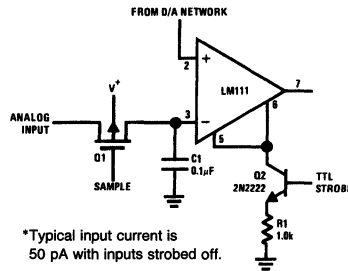 FROM D/A NETWORK
2
+
LM111
7
6
V+
ANALOG
INPUT
3
−
5
Q1
C1
0.1μF
SAMPLE
Q2
2N2222
TTL
STROBE
R1
1.0k
*Typical input current is
50 pA with inputs strobed off.